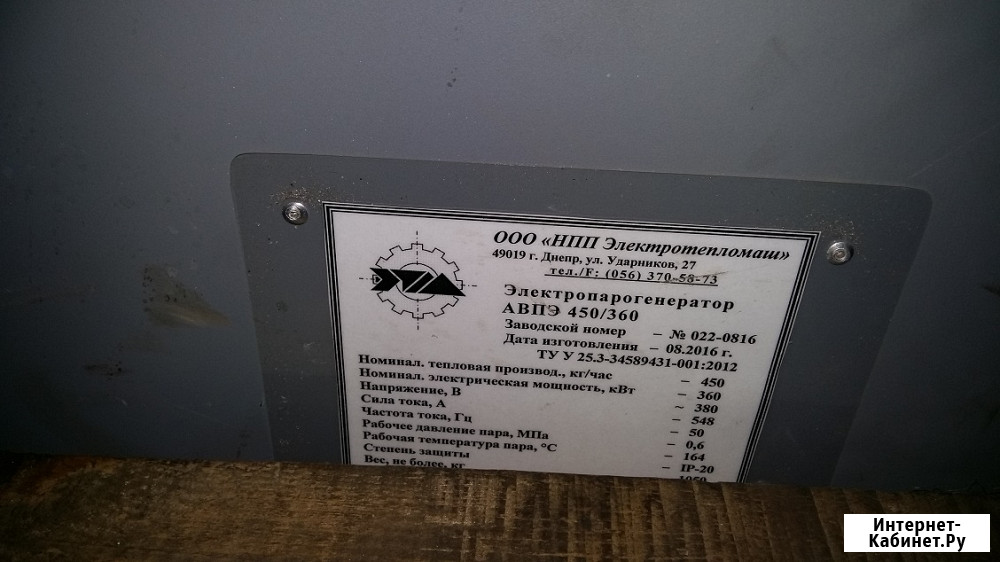 ООО «НПП Электротепломаш»
49019 г. Днепр, ул. Ударников, 27
тел./F: (056) 370-58-73
Электропарогенератор
АВПЭ 450/360
Заводской номер – № 022-0816
Дата изготовления – 08.2016 г.
ТУ У 25.3-34589431-001:2012
Номинал. тепловая производ., кг/час – 450
Номинал. электрическая мощность, кВт – 360
Напряжение, В ~ 380
Сила тока, А – 548
Частота тока, Гц – 50
Рабочее давление пара, МПа – 0,6
Рабочая температура пара, °С – 164
Степень защиты – IP-20
Вес, не более, кг
Интернет-
Кабинет.Ру